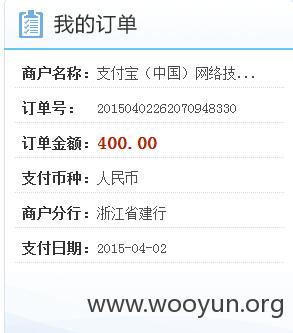 我的订单
商户名称：支付宝（中国）网络技...
订单号： 20150402262070948330
订单金额：400.00
支付币种：人民币
商户分行：浙江省建行
支付日期：2015-04-02
www.wooyun.org